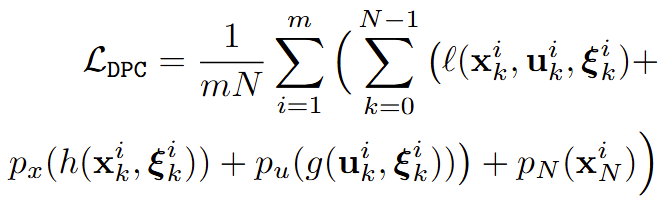 $\mathcal{L}_{\texttt{DPC}} = \frac{1}{mN} \sum_{i=1}^{m} \Big( \sum_{k=0}^{N-1} \big( \ell(\mathbf{x}_k^i, \mathbf{u}_k^i, \boldsymbol{\xi}_k^i) +$
$p_x(h(\mathbf{x}_k^i, \boldsymbol{\xi}_k^i)) + p_u(g(\mathbf{u}_k^i, \boldsymbol{\xi}_k^i)) \big) + p_N(\mathbf{x}_N^i) \Big)$